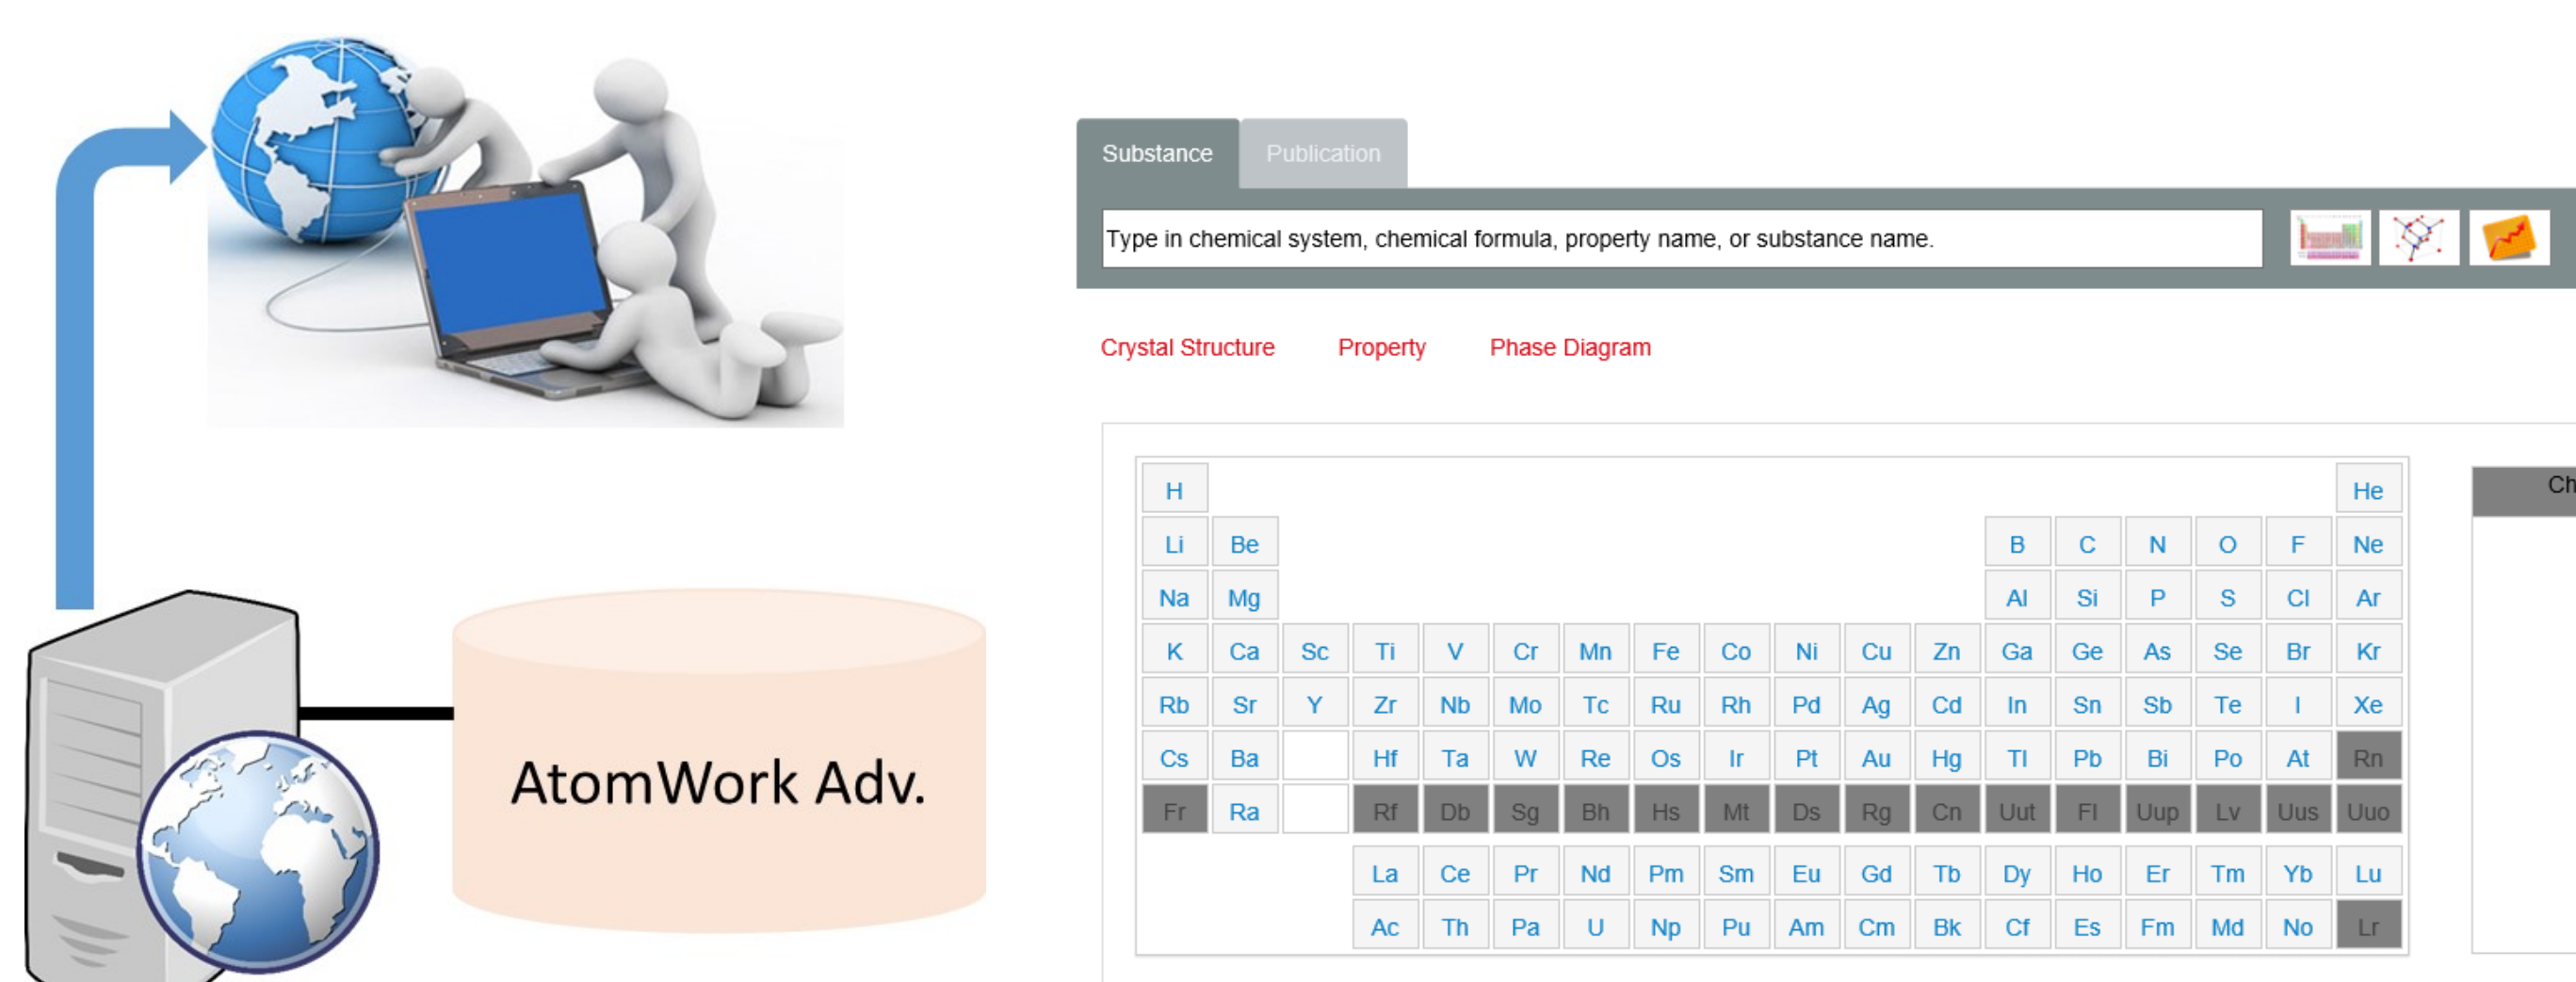 Substance Publication
Type in chemical system, chemical formula, property name, or substance name.
Crystal Structure Property Phase Diagram
H He
Li Be B C N O F Ne
Na Mg Al Si P S Cl Ar
K Ca Sc Ti V Cr Mn Fe Co Ni Cu Zn Ga Ge As Se Br Kr
Rb Sr Y Zr Nb Mo Tc Ru Rh Pd Ag Cd In Sn Sb Te I Xe
Cs Ba Hf Ta W Re Os Ir Pt Au Hg Tl Pb Bi Po At Rn
Fr Ra Rf Db Sg Bh Hs Mt Ds Rg Cn Uut Fl Uup Lv Uus Uuo
La Ce Pr Nd Pm Sm Eu Gd Tb Dy Ho Er Tm Yb Lu
Ac Th Pa U Np Pu Am Cm Bk Cf Es Fm Md No Lr
Ch
AtomWork Adv.